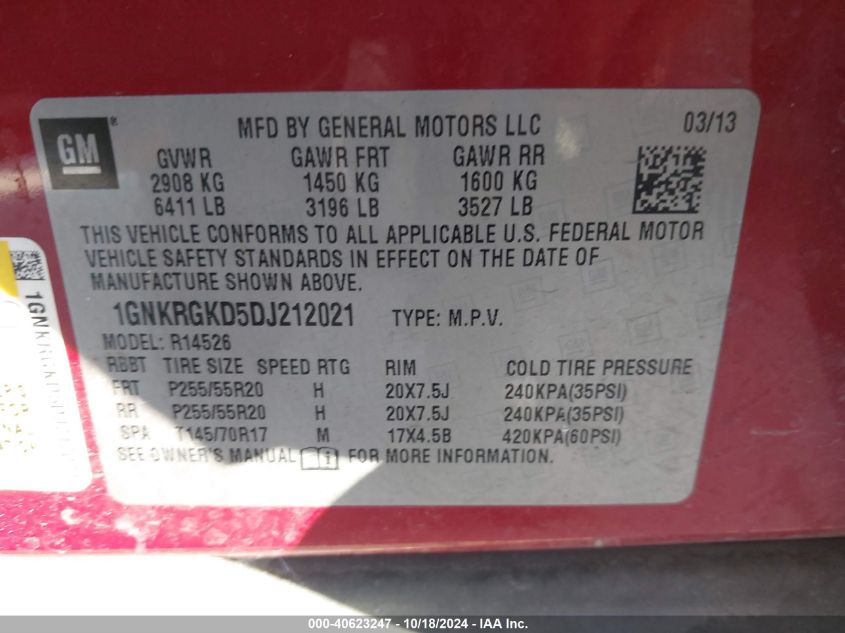 GM ®
MFD BY GENERAL MOTORS LLC 03/13
GVWR GAWR FRT GAWR RR
2908 KG 1450 KG 1600 KG
6411 LB 3196 LB 3527 LB
THIS VEHICLE CONFORMS TO ALL APPLICABLE U.S. FEDERAL MOTOR
VEHICLE SAFETY STANDARDS IN EFFECT ON THE DATE OF
MANUFACTURE SHOWN ABOVE.
1GNKRGKD5DJ212021 TYPE: M.P.V.
MODEL: R14526
RBBT TIRE SIZE SPEED RTG RIM COLD TIRE PRESSURE
FRT P255/55R20 H 20X7.5J 240KPA(35PSI)
RR P255/55R20 H 20X7.5J 240KPA(35PSI)
SPA T145/70R17 M 17X4.5B 420KPA(60PSI)
SEE OWNER'S MANUAL FOR MORE INFORMATION.
000-40623247 - 10/18/2024 - IAA Inc.